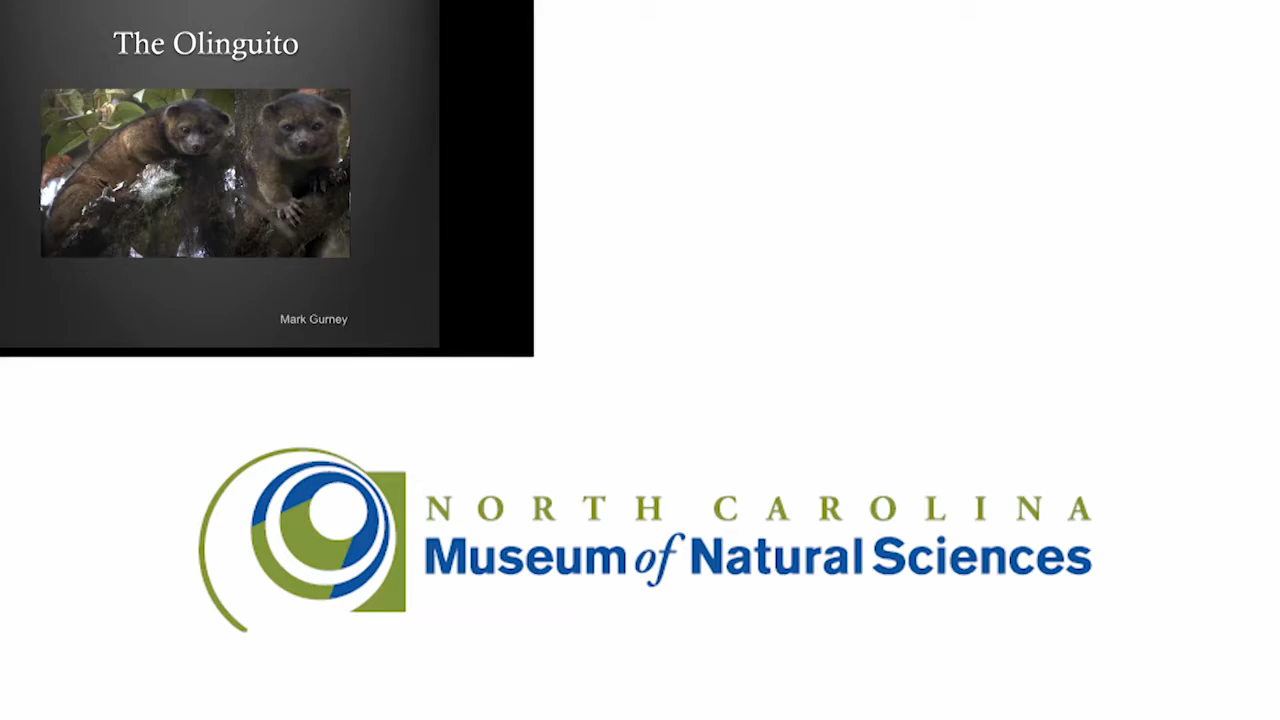 The Olinguito
Mark Gurney
NORTH CAROLINA
Museum of Natural Sciences